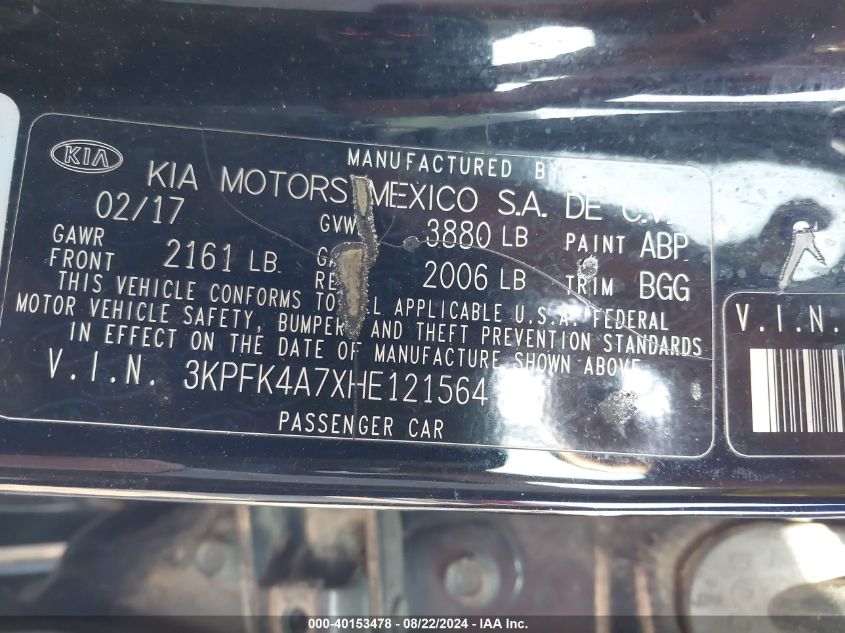 KIA
MANUFACTURED BY
KIA MOTORS MEXICO S.A. DE C.V.
02/17 GVW 3880 LB PAINT ABP
GAWR
FRONT 2161 LB 2006 LB TRIM BGG
THIS VEHICLE CONFORMS TO ALL APPLICABLE U.S.A. FEDERAL
MOTOR VEHICLE SAFETY, BUMPER AND THEFT PREVENTION STANDARDS
IN EFFECT ON THE DATE OF MANUFACTURE SHOWN ABOVE
V.I.N. 3KPFK4A7XHE121564
PASSENGER CAR
V.I.N.
000-40153478 - 08/22/2024 - IAA Inc.